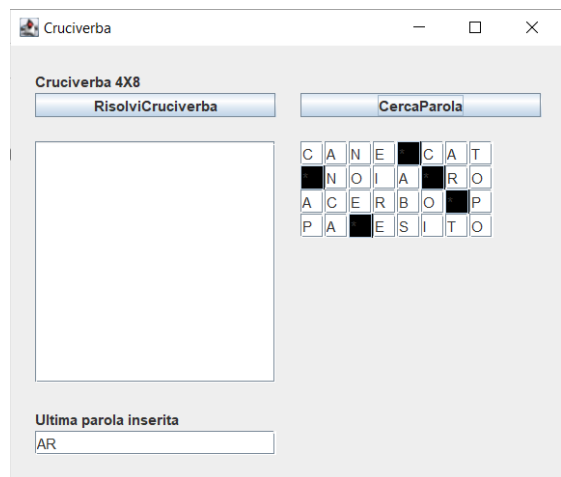 Cruciverba
Cruciverba 4X8
RisolviCruciverba
CercaParola
C A N E * C A T
* N O I A * R O
A C E R B O * P
P A * E S I T O
Ultima parola inserita
AR